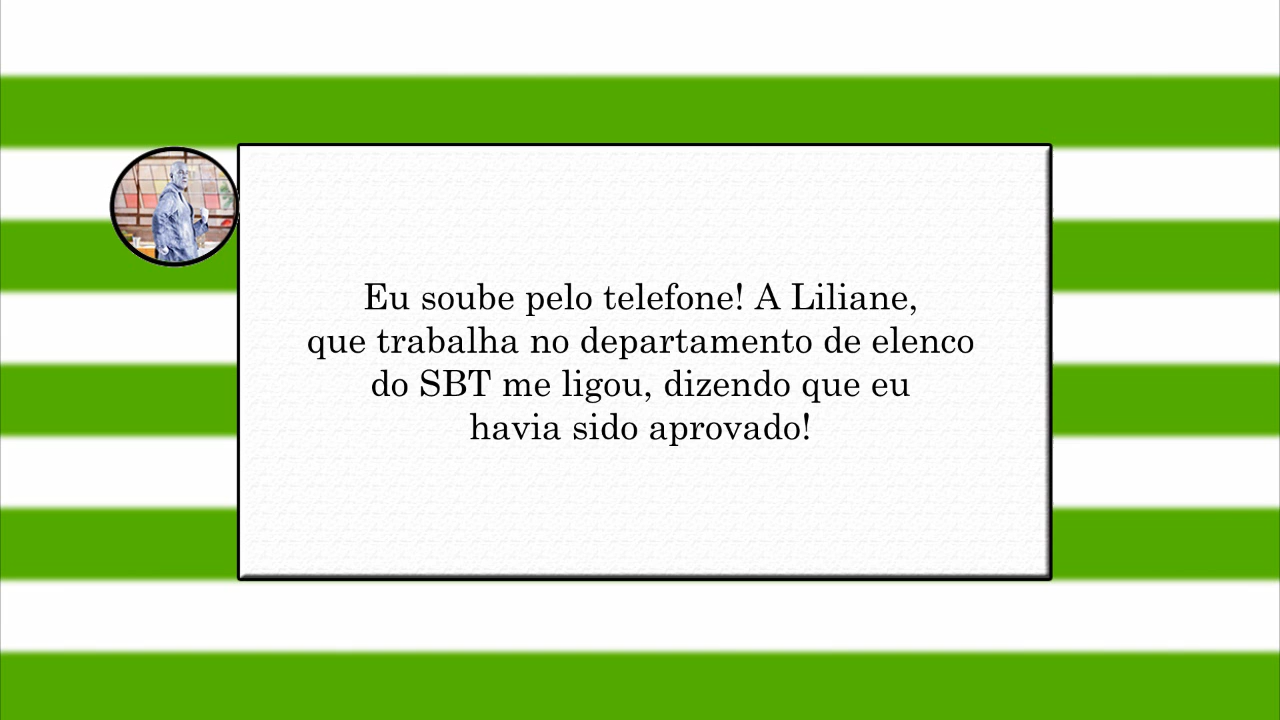 Eu soube pelo telefone! A Liliane,
que trabalha no departamento de elenco
do SBT me ligou, dizendo que eu
havia sido aprovado!